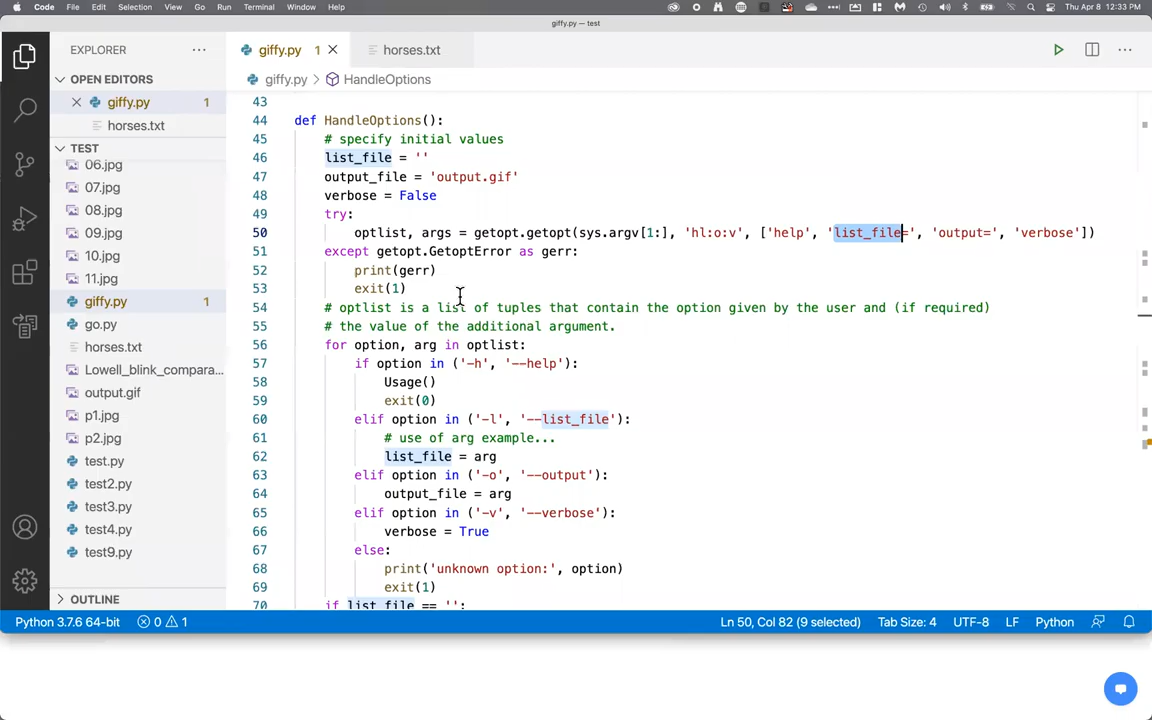 Code File Edit Selection View Go Run Terminal Window Help Thu Apr 8 12:33 PM
giffy.py — test
EXPLORER ···
giffy.py 1
horses.txt
OPEN EDITORS
giffy.py > HandleOptions
giffy.py 1
horses.txt
TEST
06.jpg
07.jpg
08.jpg
09.jpg
10.jpg
11.jpg
giffy.py 1
go.py
horses.txt
Lowell_blink_compara...
output.gif
p1.jpg
p2.jpg
test.py
test2.py
test3.py
test4.py
test9.py
OUTLINE
43
44 def HandleOptions():
45 # specify initial values
46 list_file = ''
47 output_file = 'output.gif'
48 verbose = False
49 try:
50 optlist, args = getopt.getopt(sys.argv[1:], 'hl:o:v', ['help', 'list_file=', 'output=', 'verbose'])
51 except getopt.GetoptError as gerr:
52 print(gerr)
53 exit(1)
54 # optlist is a list of tuples that contain the option given by the user and (if required)
55 # the value of the additional argument.
56 for option, arg in optlist:
57 if option in ('-h', '--help'):
58 Usage()
59 exit(0)
60 elif option in ('-l', '--list_file'):
61 # use of arg example...
62 list_file = arg
63 elif option in ('-o', '--output'):
64 output_file = arg
65 elif option in ('-v', '--verbose'):
66 verbose = True
67 else:
68 print('unknown option:', option)
69 exit(1)
70 if list_file == '':
Python 3.7.6 64-bit 0 1 Ln 50, Col 82 (9 selected) Tab Size: 4 UTF-8 LF Python